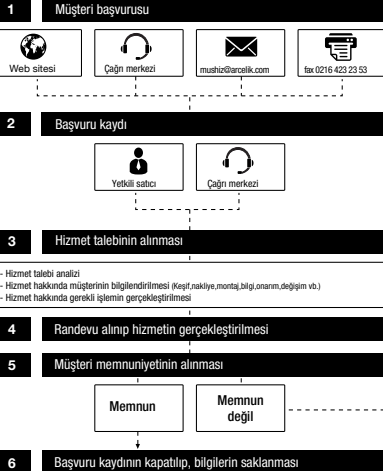 1 Müşteri başvurusu
Web sitesi
Çağrı merkezi
mushiz@arcelik.com
fax 0216 423 23 53
2 Başvuru kaydı
Yetkili satıcı
Çağrı merkezi
3 Hizmet talebinin alınması
- Hizmet talebi analizi
- Hizmet hakkında müşterinin bilgilendirilmesi (Keşif,nakliye,montaj,bilgi,onarım,değişim vb.)
- Hizmet hakkında gerekli işlemin gerçekleştirilmesi
4 Randevu alınıp hizmetin gerçekleştirilmesi
5 Müşteri memnuniyetinin alınması
Memnun
Memnun
değil
6 Başvuru kaydının kapatılıp, bilgilerin saklanması